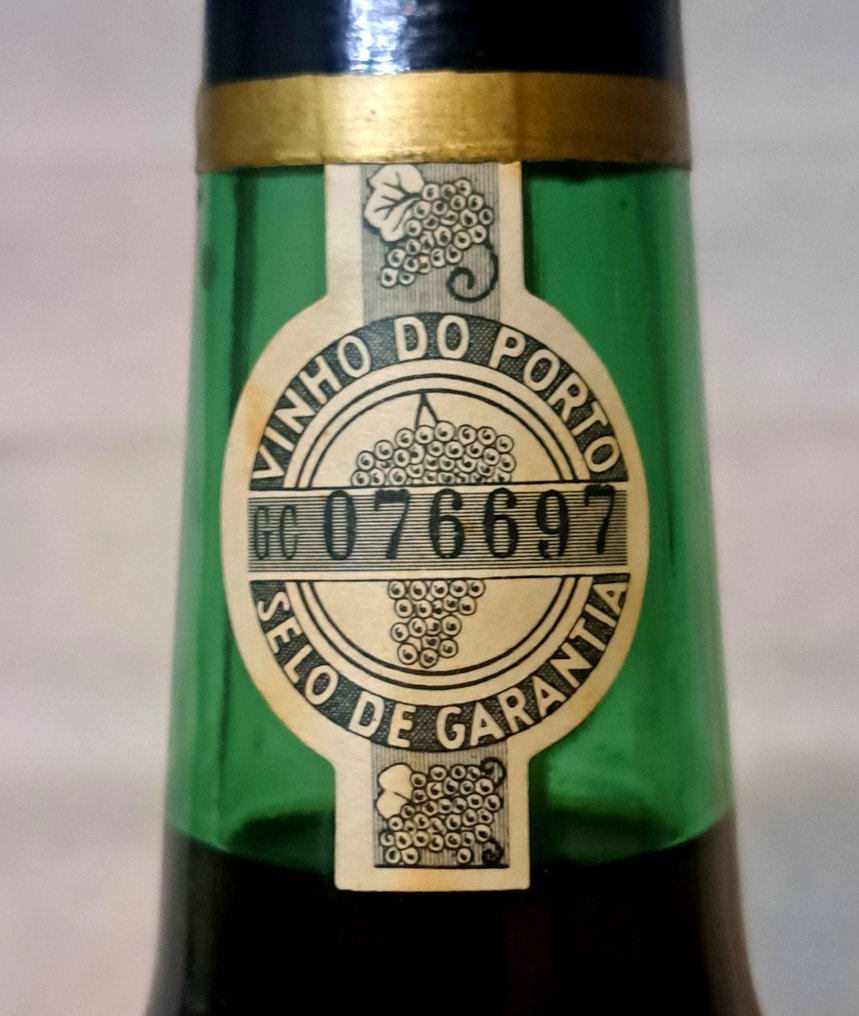 VINHO DO PORTO
GC 076697
SELO DE GARANTIA